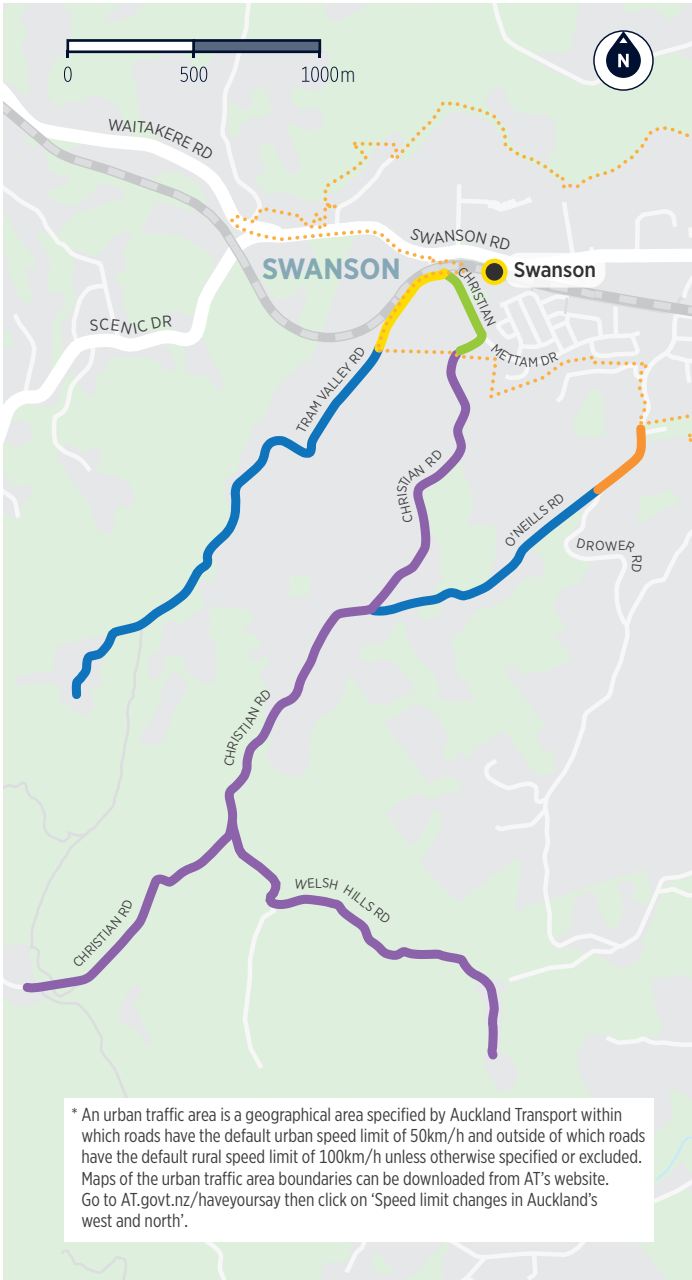 0 500 1000m
N
WAITAKERE RD
SWANSON RD
SWANSON
Swanson
CHRISTIAN
SCENIC DR
METTAM DR
TRAM VALLEY RD
CHRISTIAN RD
O'NEILLS RD
DROWER RD
CHRISTIAN RD
WELSH HILLS RD
CHRISTIAN RD
* An urban traffic area is a geographical area specified by Auckland Transport within
which roads have the default urban speed limit of 50km/h and outside of which roads
have the default rural speed limit of 100km/h unless otherwise specified or excluded.
Maps of the urban traffic area boundaries can be downloaded from AT's website.
Go to AT.govt.nz/haveyoursay then click on 'Speed limit changes in Auckland's
west and north'.